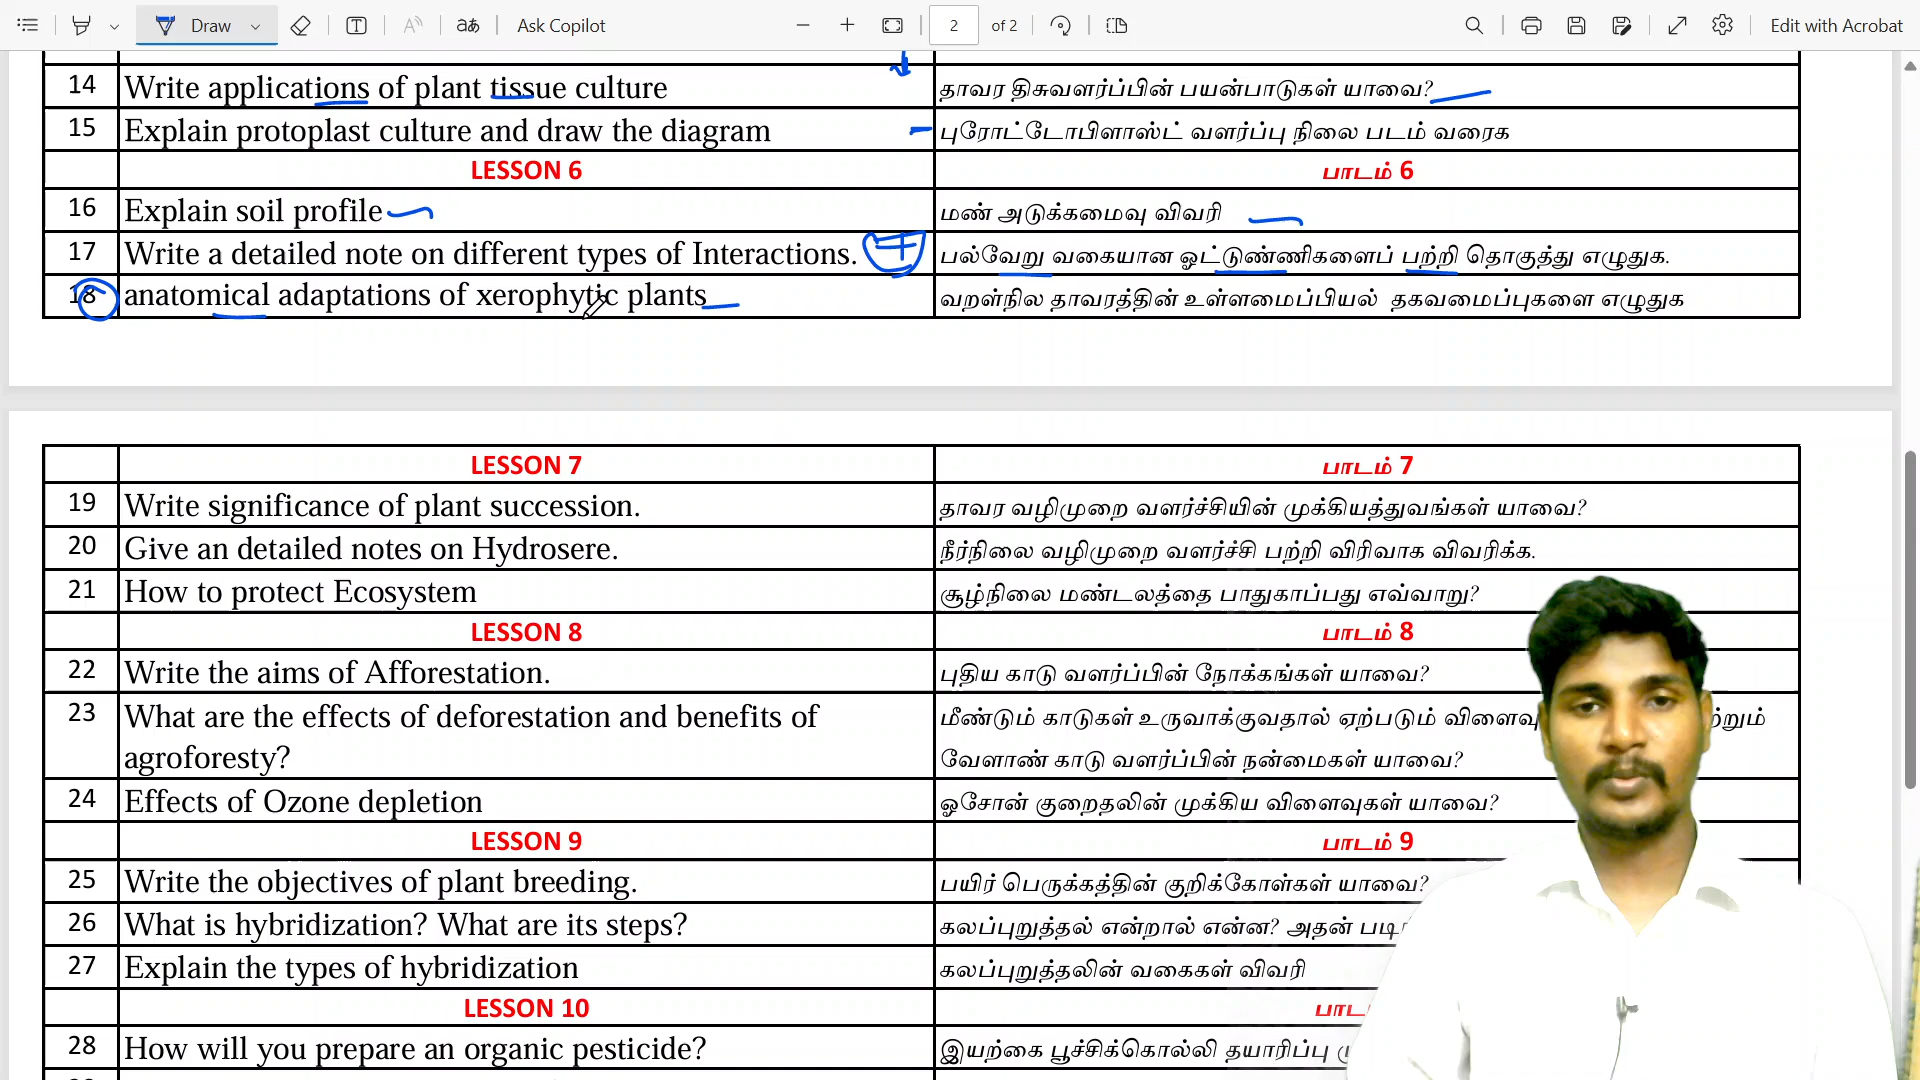 Draw
Ask Copilot
2 of 2
Edit with Acrobat
14 Write applications of plant tissue culture தாவர திசுவளர்ப்பின் பயன்பாடுகள் யாவை?
15 Explain protoplast culture and draw the diagram புரோட்டோபிளாஸ்ட் வளர்ப்பு நிலை படம் வரைக
LESSON 6 பாடம் 6
16 Explain soil profile மண் அடுக்கமைவு விவரி
17 Write a detailed note on different types of Interactions. பல்வேறு வகையான ஓட்டுண்ணிகளைப் பற்றி தொகுத்து எழுதுக.
18 anatomical adaptations of xerophytic plants வறள்நில தாவரத்தின் உள்ளமைப்பியல் தகவமைப்புகளை எழுதுக
LESSON 7 பாடம் 7
19 Write significance of plant succession. தாவர வழிமுறை வளர்ச்சியின் முக்கியத்துவங்கள் யாவை?
20 Give an detailed notes on Hydrosere. நீர்நிலை வழிமுறை வளர்ச்சி பற்றி விரிவாக விவரிக்க.
21 How to protect Ecosystem சூழ்நிலை மண்டலத்தை பாதுகாப்பது எவ்வாறு?
LESSON 8 பாடம் 8
22 Write the aims of Afforestation. புதிய காடு வளர்ப்பின் நோக்கங்கள் யாவை?
23 What are the effects of deforestation and benefits of மீண்டும் காடுகள் உருவாக்குவதால் ஏற்படும்
agroforesty? வேளாண் காடு வளர்ப்பின் நன்மைகள் யாவை?
24 Effects of Ozone depletion ஓசோன் குறைதலின் முக்கிய விளைவுகள் யாவை?
LESSON 9 பாடம் 9
25 Write the objectives of plant breeding. பயிர் பெருக்கத்தின் குறிக்கோள்கள் யாவை?
26 What is hybridization? What are its steps? கலப்புறுத்தல் என்றால் என்ன? அதன்
27 Explain the types of hybridization கலப்புறுத்தலின் வகைகள் விவரி
LESSON 10
28 How will you prepare an organic pesticide? இயற்கை பூச்சிக்கொல்லி தயாரிப்பு